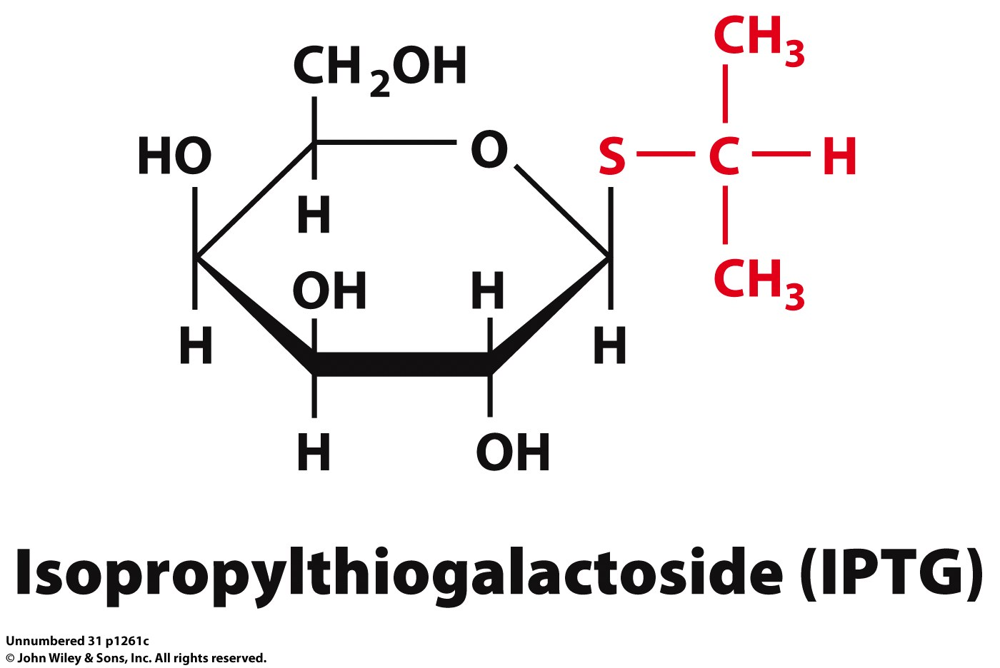 CH3
CH2OH
HO
O
S
C
H
H
OH
H
CH3
H
H
H
OH
Isopropylthiogalactoside (IPTG)
Unnumbered 31 p1261c
© John Wiley & Sons, Inc. All rights reserved.